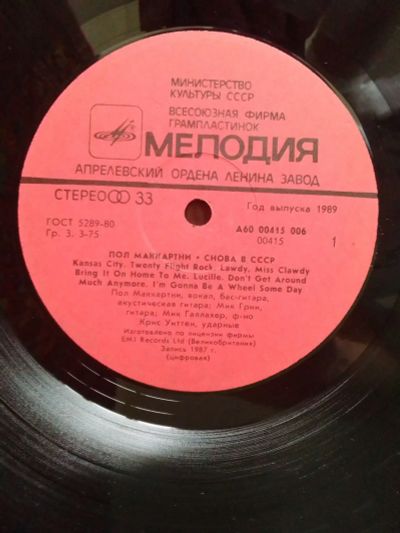 МИНИСТЕРСТВО
КУЛЬТУРЫ СССР
ВСЕСОЮЗНАЯ ФИРМА
ГРАМПЛАСТИНОК
МЕЛОДИЯ
АПРЕЛЕВСКИЙ ОРДЕНА ЛЕНИНА ЗАВОД
СТЕРЕО 33
Год выпуска 1989
ГОСТ 5289-80
Гр. 3. 3-75
А60 00415 006
00415
1
ПОЛ МАККАРТНИ • СНОВА В СССР
Kansas City. Twenty Flight Rock. Lawdy, Miss Clawdy
Bring It On Home To Me. Lucille. Don't Get Around
Much Anymore. I'm Gonna Be A Wheel Some Day
Пол Маккартни, вокал, бас-гитара,
акустическая гитара; Мик Грин,
гитара; Мик Галлахер, ф-но
Крис Уиттен, ударные
Изготовлено по лицензии фирмы
EMI Records Ltd (Великобритания)
Запись 1987 г.
(цифровая)